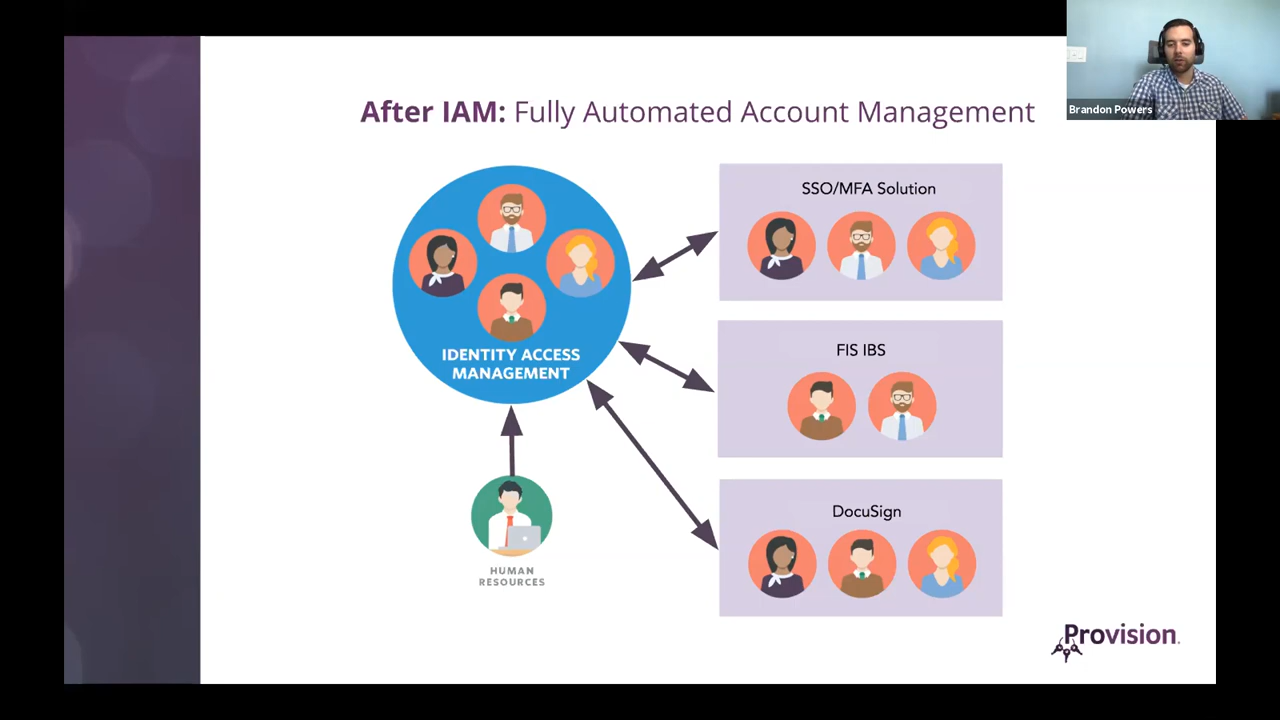 Brandon Powers
After IAM: Fully Automated Account Management
SSO/MFA Solution
IDENTITY ACCESS
MANAGEMENT
FIS IBS
HUMAN
RESOURCES
DocuSign
Provision.